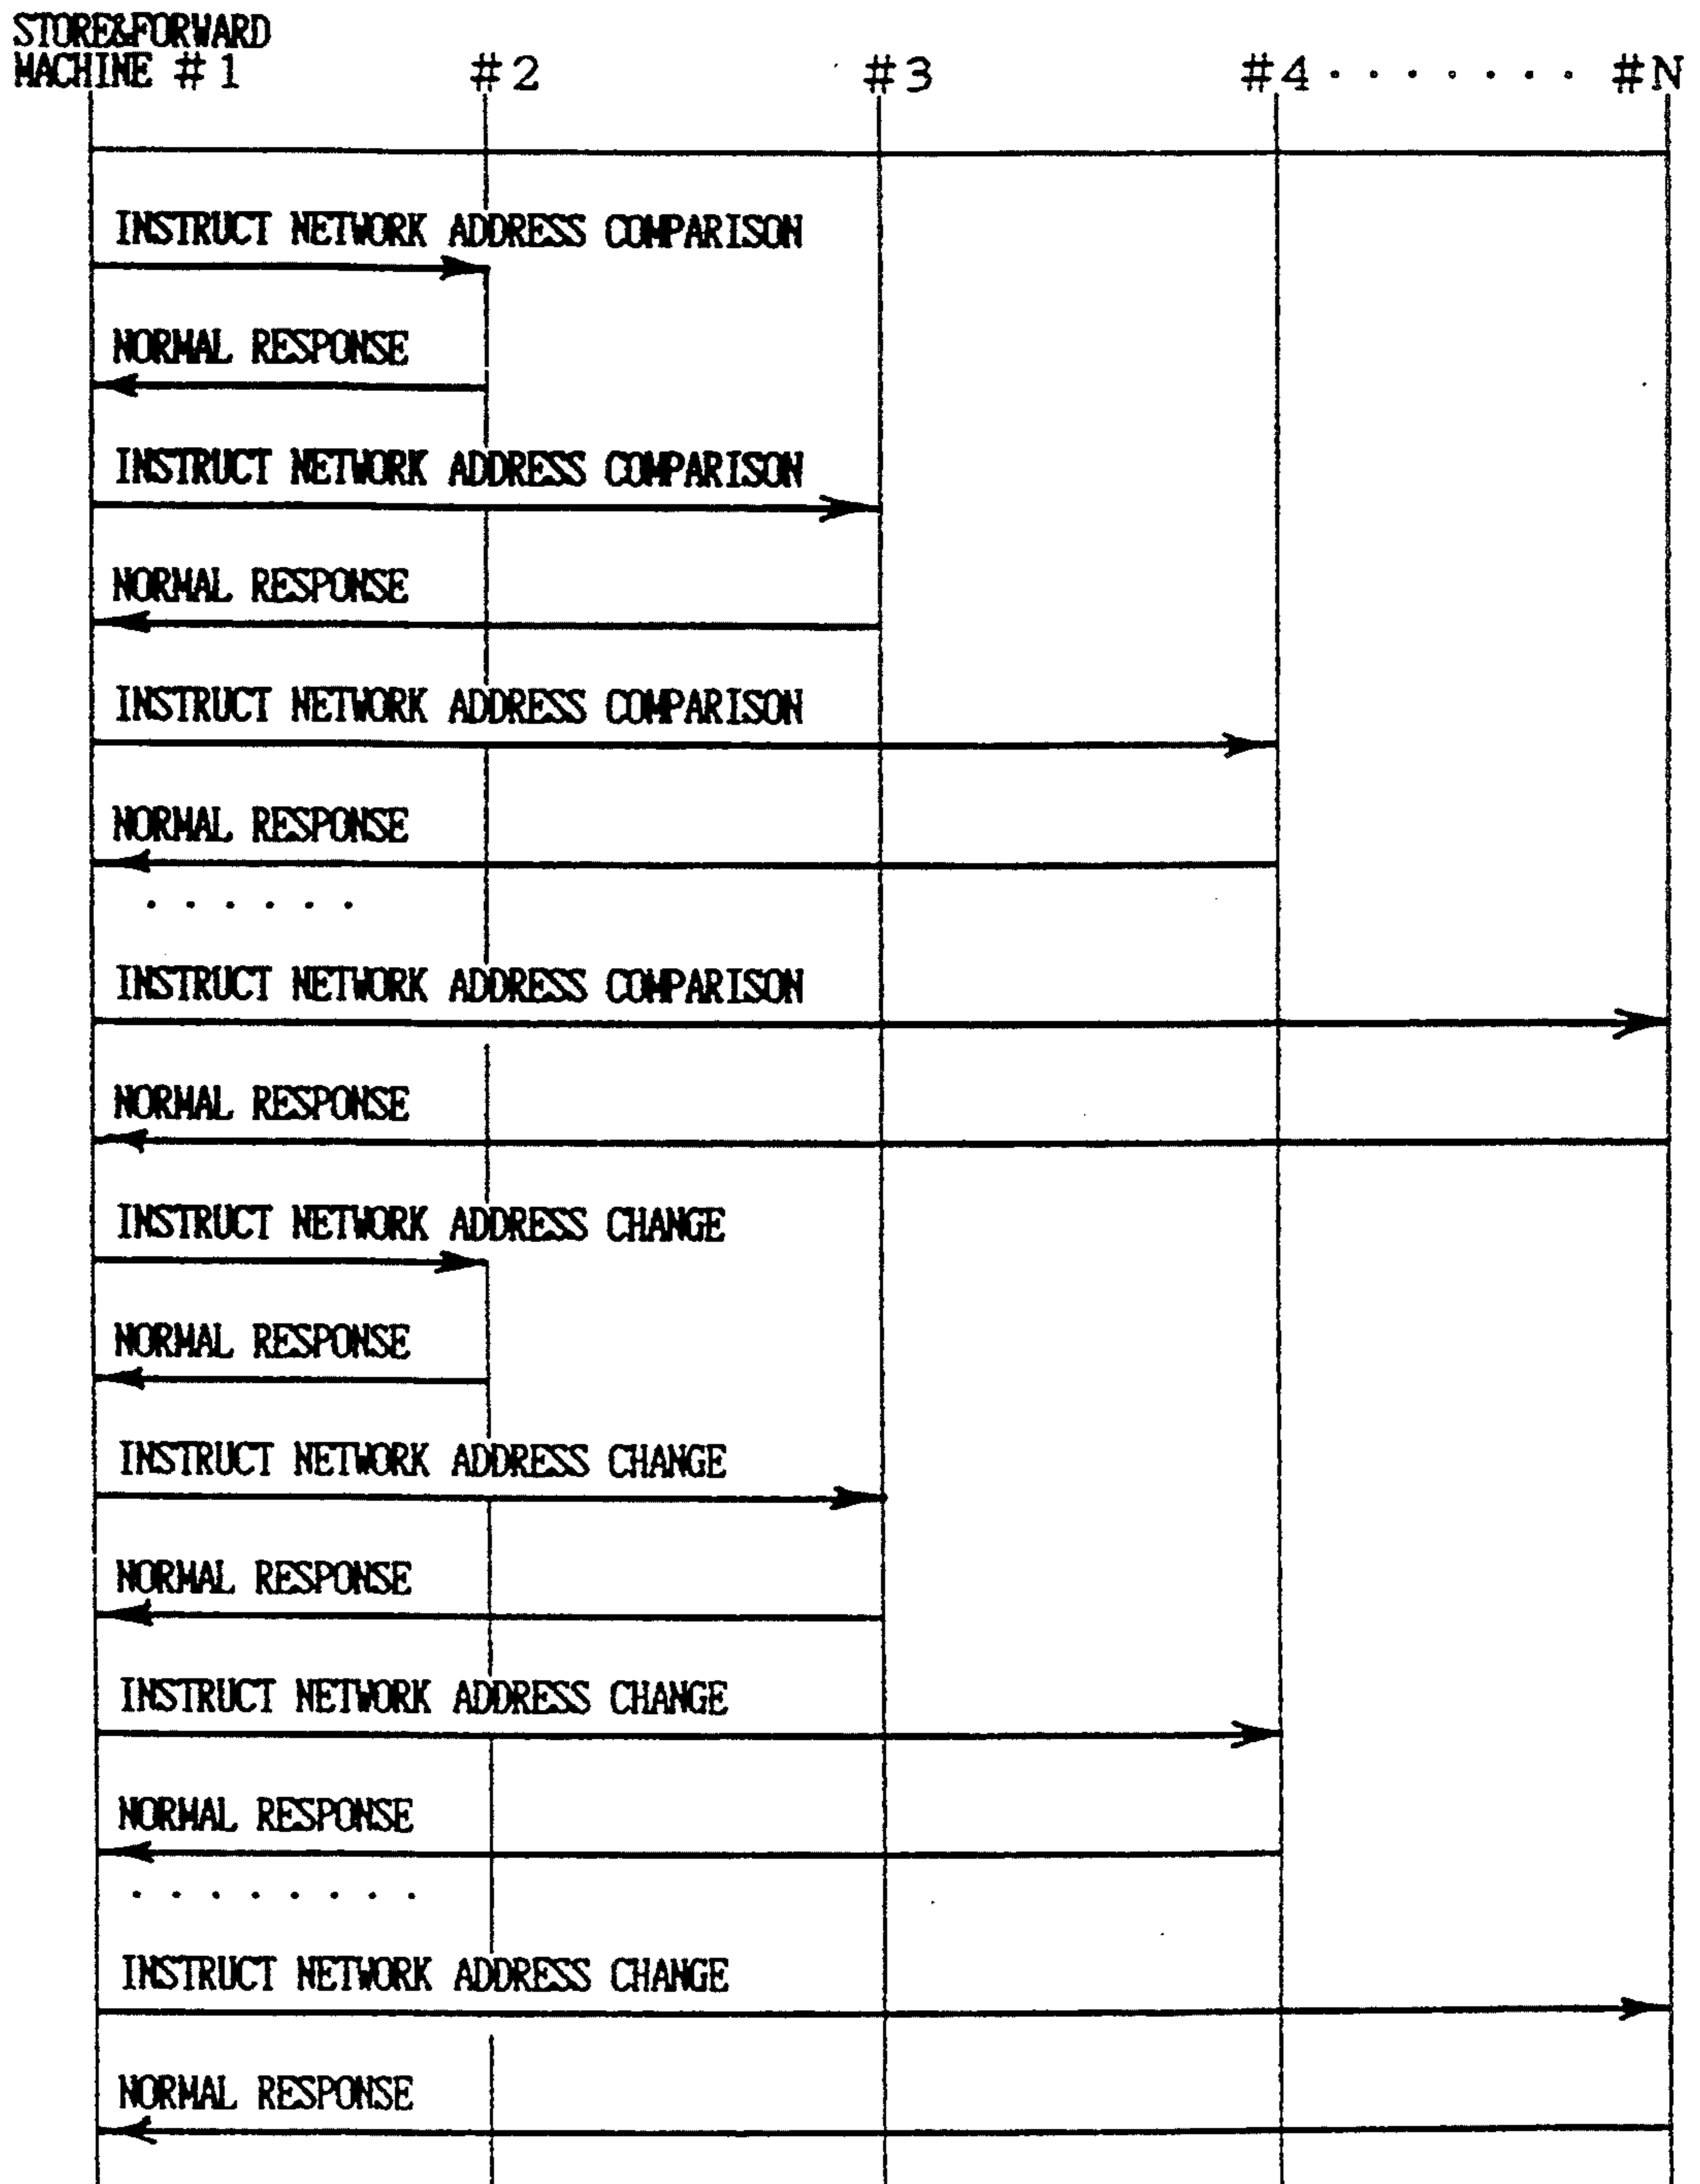 STORE&FORWARD
MACHINE #1 #2 #3 #4 · · · · · · · #N
INSTRUCT NETWORK ADDRESS COMPARISON
NORMAL RESPONSE
INSTRUCT NETWORK ADDRESS COMPARISON
NORMAL RESPONSE
INSTRUCT NETWORK ADDRESS COMPARISON
NORMAL RESPONSE
· · · · · ·
INSTRUCT NETWORK ADDRESS COMPARISON
NORMAL RESPONSE
INSTRUCT NETWORK ADDRESS CHANGE
NORMAL RESPONSE
INSTRUCT NETWORK ADDRESS CHANGE
NORMAL RESPONSE
INSTRUCT NETWORK ADDRESS CHANGE
NORMAL RESPONSE
· · · · · · · ·
INSTRUCT NETWORK ADDRESS CHANGE
NORMAL RESPONSE